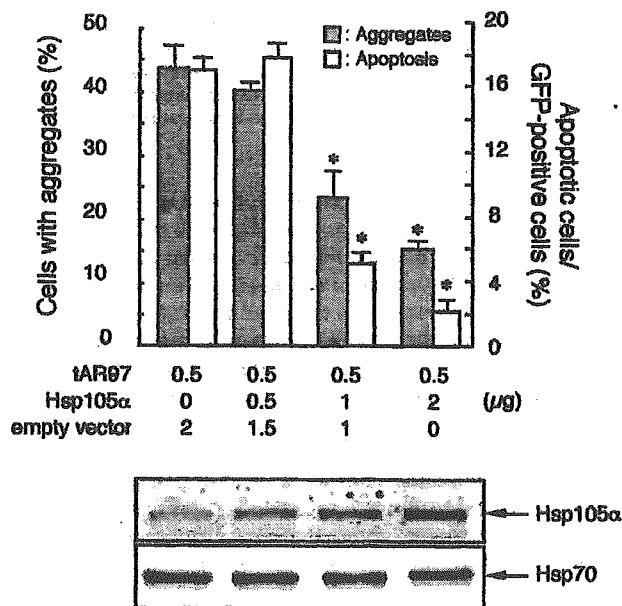 Cells with aggregates (%)
50
40
30
20
10
0
: Aggregates
: Apoptosis
* * * *
20
16
12
8
4
0
Apoptotic cells/
GFP-positive cells (%)
tAR97 0.5 0.5 0.5 0.5
Hsp105α 0 0.5 1 2 (µg)
empty vector 2 1.5 1 0
Hsp105α
Hsp70